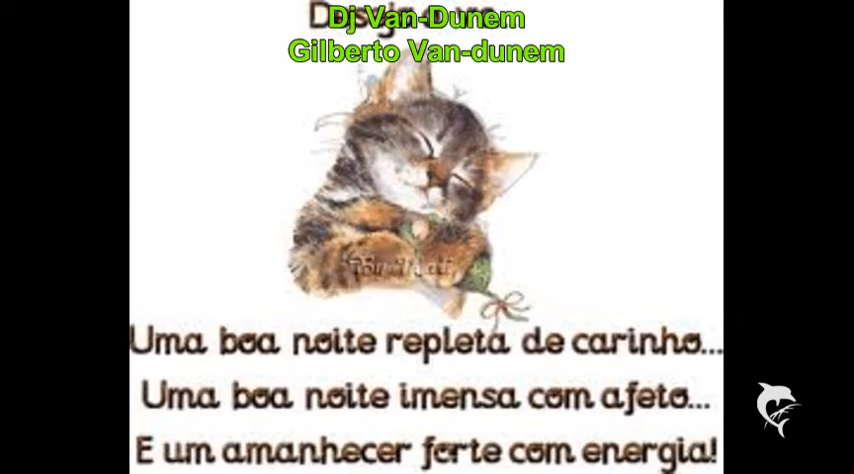 Dj Van-Dunem
Gilberto Van-dunem
Uma boa noite repleta de carinho...
Uma boa noite imensa com afeto...
E um amanhecer forte com energia!